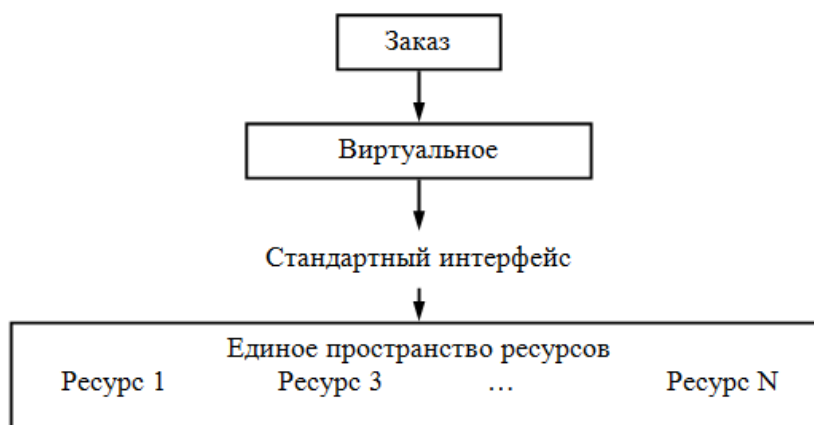 Заказ
Виртуальное
Стандартный интерфейс
Единое пространство ресурсов
Ресурс 1 Ресурс 3 … Ресурс N